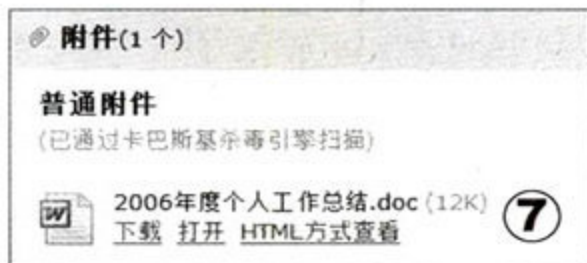 附件(1 个)
普通附件
(已通过卡巴斯基杀毒引擎扫描)
2006年度个人工作总结.doc (12K)
下载 打开 HTML方式查看
7